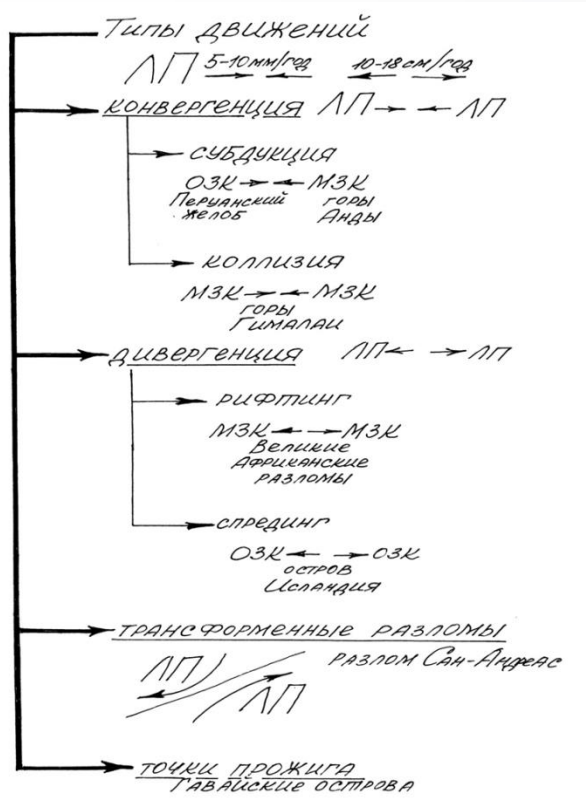 Типы движений
ЛП 5-10мм/год 10-18см/год
конвергенция ЛП ЛП
субдукция
ОЗК МЗК
Перуанский горы
желоб Анды
коллизия
МЗК МЗК
горы
Гималаи
дивергенция ЛП ЛП
рифтинг
МЗК МЗК
Великие
Африканские
разломы
спрединг
ОЗК ОЗК
остров
Исландия
трансформенные разломы
ЛП разлом Сан-Андреас
ЛП
точки прожига
Гавайские острова